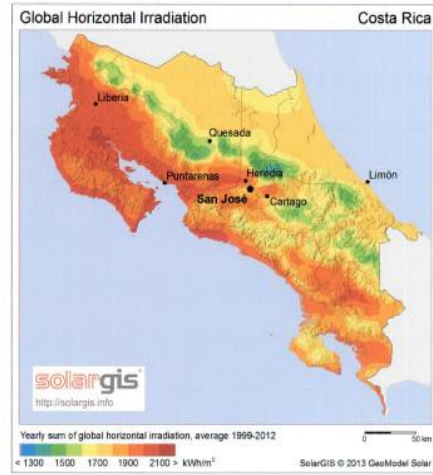 Global Horizontal Irradiation Costa Rica
Liberia
Quesada
Puntarenas
Heredia
Limón
San José
Cartago
solargis
http://solargis.info
Yearly sum of global horizontal irradiation, average 1999-2012
0 50 km
< 1300 1500 1700 1900 2100 > kWh/m²
SolarGIS © 2013 GeoModel Solar